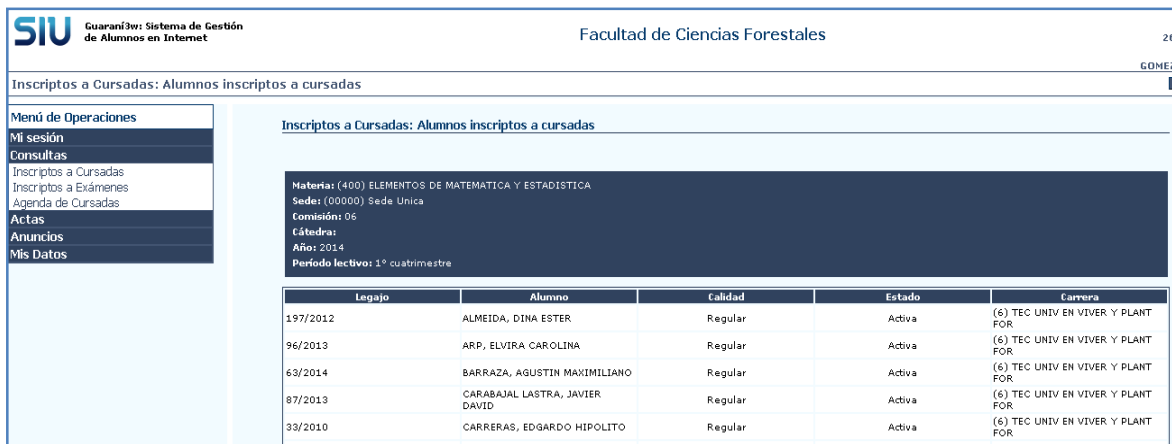 SIU
Guaraní3w: Sistema de Gestión
de Alumnos en Internet
Facultad de Ciencias Forestales
GOMEZ
Inscriptos a Cursadas: Alumnos inscriptos a cursadas
Menú de Operaciones
Mi sesión
Consultas
Inscriptos a Cursadas
Inscriptos a Exámenes
Agenda de Cursadas
Actas
Anuncios
Mis Datos
Inscriptos a Cursadas: Alumnos inscriptos a cursadas
Materia: (400) ELEMENTOS DE MATEMATICA Y ESTADISTICA
Sede: (00000) Sede Unica
Comisión: 06
Cátedra:
Año: 2014
Período lectivo: 1º cuatrimestre
Legajo Alumno Calidad Estado Carrera
197/2012 ALMEIDA, DINA ESTER Regular Activa (6) TEC UNIV EN VIVER Y PLANT
FOR
96/2013 ARP, ELVIRA CAROLINA Regular Activa (6) TEC UNIV EN VIVER Y PLANT
FOR
63/2014 BARRAZA, AGUSTIN MAXIMILIANO Regular Activa (6) TEC UNIV EN VIVER Y PLANT
FOR
87/2013 CARABAJAL LASTRA, JAVIER DAVID Regular Activa (6) TEC UNIV EN VIVER Y PLANT
FOR
33/2010 CARRERAS, EDGARDO HIPOLITO Regular Activa (6) TEC UNIV EN VIVER Y PLANT
FOR